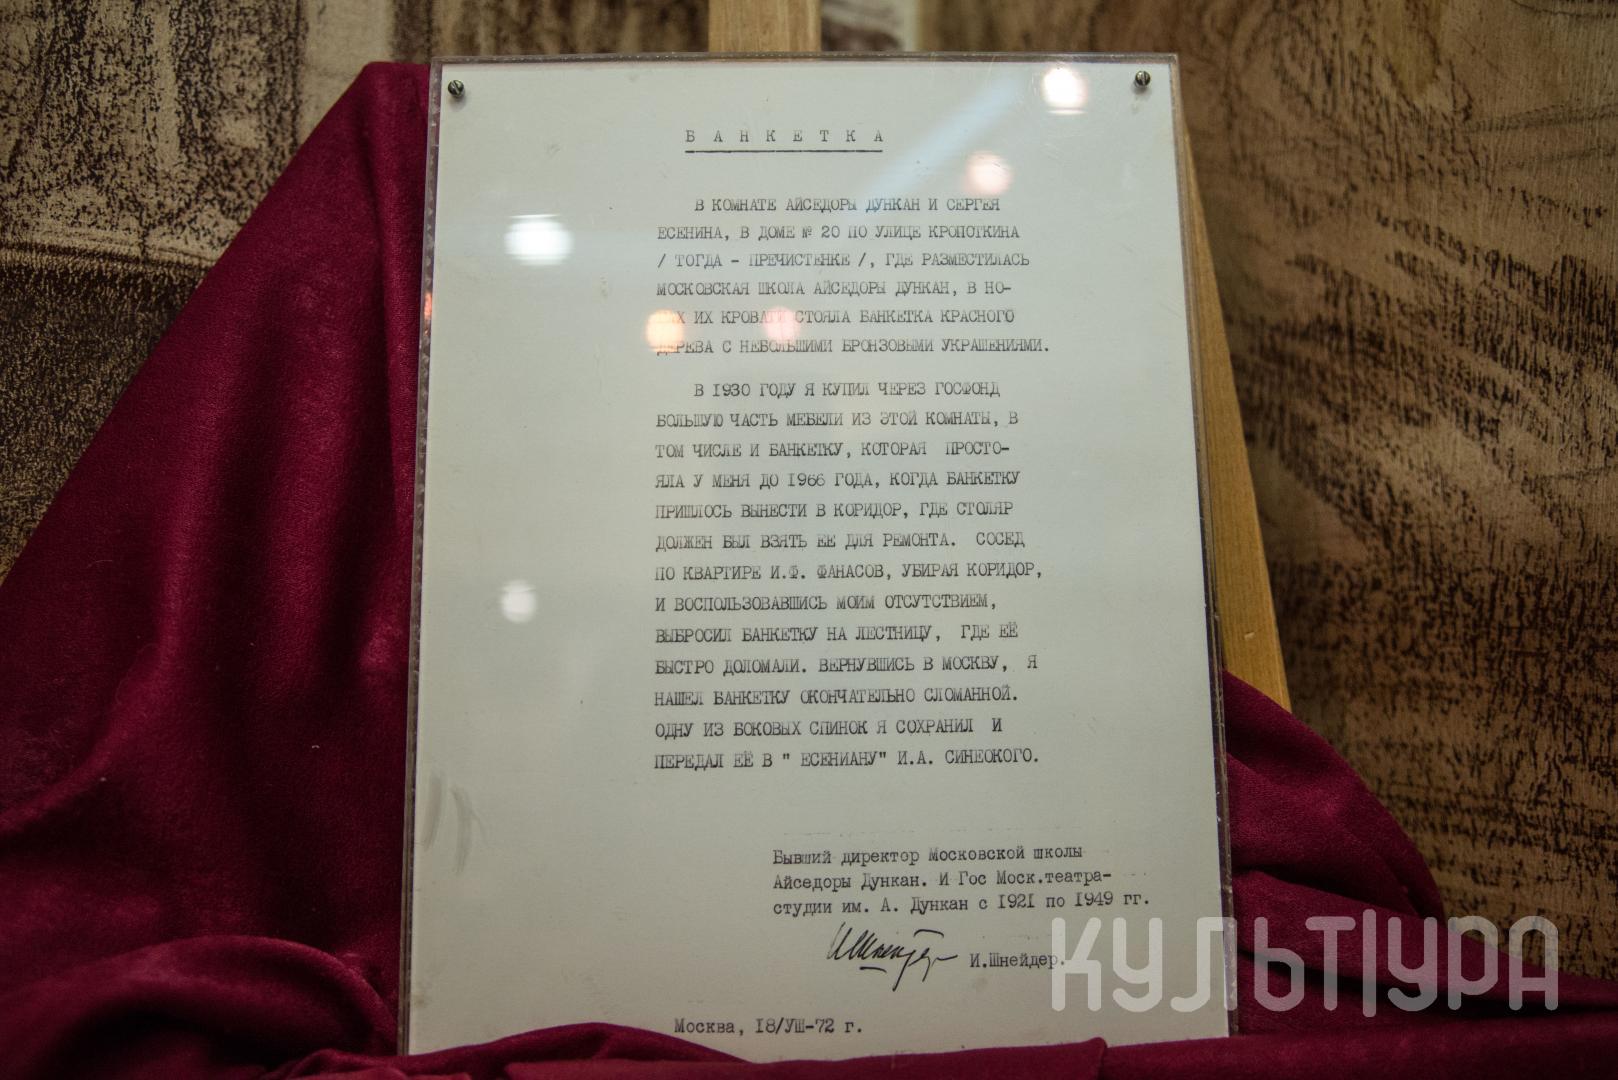 БАНКЕТКА
В КОМНАТЕ АЙСЕДОРЫ ДУНКАН И СЕРГЕЯ
ЕСЕНИНА, В ДОМЕ № 20 ПО УЛИЦЕ КРОПОТКИНА
/ ТОГДА - ПРЕЧИСТЕНКЕ /, ГДЕ РАЗМЕСТИЛАСЬ
МОСКОВСКАЯ ШКОЛА АЙСЕДОРЫ ДУНКАН, В НО-
ГАХ ИХ КРОВАТИ СТОЯЛА БАНКЕТКА КРАСНОГО
ДЕРЕВА С НЕБОЛЬШИМИ БРОНЗОВЫМИ УКРАШЕНИЯМИ.
В 1930 ГОДУ Я КУПИЛ ЧЕРЕЗ ГОСФОНД
БОЛЬШУЮ ЧАСТЬ МЕБЕЛИ ИЗ ЭТОЙ КОМНАТЫ, В
ТОМ ЧИСЛЕ И БАНКЕТКУ, КОТОРАЯ ПРОСТО-
ЯЛА У МЕНЯ ДО 1966 ГОДА, КОГДА БАНКЕТКУ
ПРИШЛОСЬ ВЫНЕСТИ В КОРИДОР, ГДЕ СТОЛЯР
ДОЛЖЕН БЫЛ ВЗЯТЬ ЕЕ ДЛЯ РЕМОНТА. СОСЕД
ПО КВАРТИРЕ И.Ф. ФАНАСОВ, УБИРАЯ КОРИДОР,
И ВОСПОЛЬЗОВАВШИСЬ МОИМ ОТСУТСТВИЕМ,
ВЫБРОСИЛ БАНКЕТКУ НА ЛЕСТНИЦУ, ГДЕ ЕЁ
БЫСТРО ДОЛОМАЛИ. ВЕРНУВШИСЬ В МОСКВУ, Я
НАШЕЛ БАНКЕТКУ ОКОНЧАТЕЛЬНО СЛОМАННОЙ.
ОДНУ ИЗ БОКОВЫХ СПИНОК Я СОХРАНИЛ И
ПЕРЕДАЛ ЕЁ В " ЕСЕНИАНУ" И.А. СИНЕОКОГО.
Бывший директор Московской школы
Айседоры Дункан. И Гос Моск.театра-
студии им. А. Дункан с 1921 по 1949 гг.
ИШнейдер И.Шнейдер.
Москва, 18/УШ-72 г.
КУЛЬТУРА